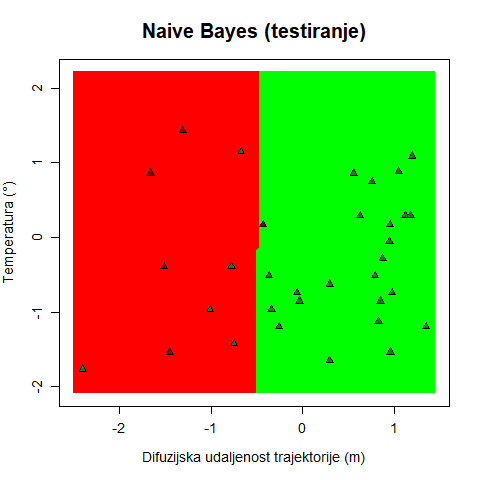 Naive Bayes (testiranje)
Temperatura (°)
2
1
0
-1
-2
-2 -1 0 1
Difuzijska udaljenost trajektorije (m)